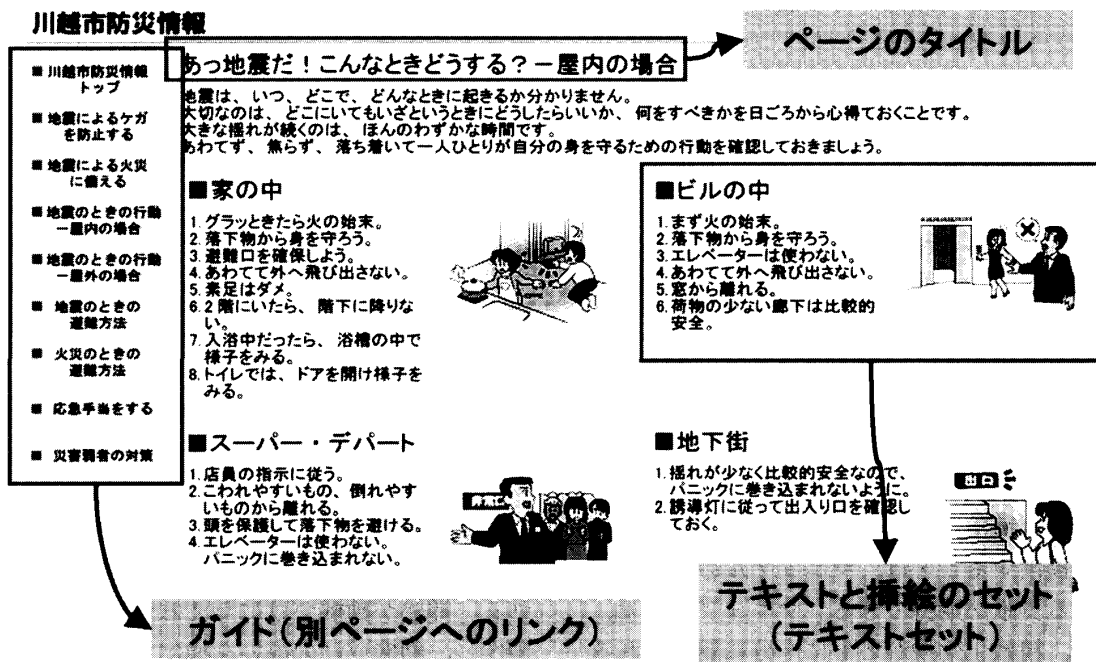 川越市防災情報
ページのタイトル
■ 川越市防災情報
トップ
■ 地震によるケガ
を防止する
■ 地震による火災
に備える
■ 地震のときの行動
－屋内の場合
■ 地震のときの行動
－屋外の場合
■ 地震のときの
避難方法
■ 火災のときの
避難方法
■ 応急手当をする
■ 災害弱者の対策
あっ地震だ！こんなときどうする？－屋内の場合
地震は、いつ、どこで、どんなときに起きるか分かりません。
大切なのは、どこにいてもいざというときにどうしたらいいか、何をすべきかを日ごろから心得ておくことです。
大きな揺れが続くのは、ほんのわずかな時間です。
あわてず、焦らず、落ち着いて一人ひとりが自分の身を守るための行動を確認しておきましょう。
■家の中
1. グラッときたら火の始末。
2. 落下物から身を守ろう。
3. 避難口を確保しよう。
4. あわてて外へ飛び出さない。
5. 素足はダメ。
6. 2階にいたら、階下に降りな
い。
7. 入浴中だったら、浴槽の中で
様子をみる。
8. トイレでは、ドアを開け様子を
みる。
■ビルの中
1. まず火の始末。
2. 落下物から身を守ろう。
3. エレベーターは使わない。
4. あわてて外へ飛び出さない。
5. 窓から離れる。
6. 荷物の少ない廊下は比較的
安全。
■スーパー・デパート
1. 店員の指示に従う。
2. こわれやすいもの、倒れやす
いものから離れる。
3. 頭を保護して落下物を避ける。
4. エレベーターは使わない。
パニックに巻き込まれない。
■地下街
1. 揺れが少なく比較的安全なので、
パニックに巻き込まれないように。
2. 誘導灯に従って出入り口を確認し
ておく。
出口
ガイド（別ページへのリンク）
テキストと挿絵のセット
（テキストセット）